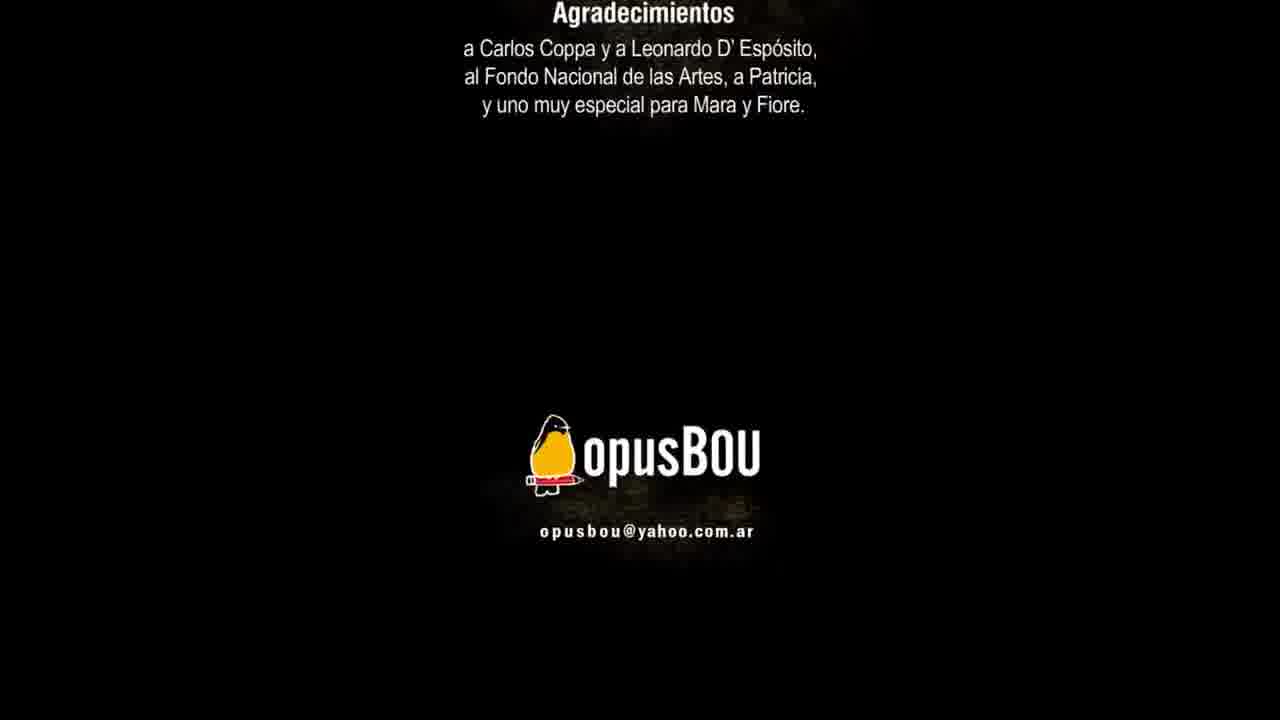 Agradecimientos
a Carlos Coppa y a Leonardo D' Espósito,
al Fondo Nacional de las Artes, a Patricia,
y uno muy especial para Mara y Fiore.
opusBOU
opusbou@yahoo.com.ar